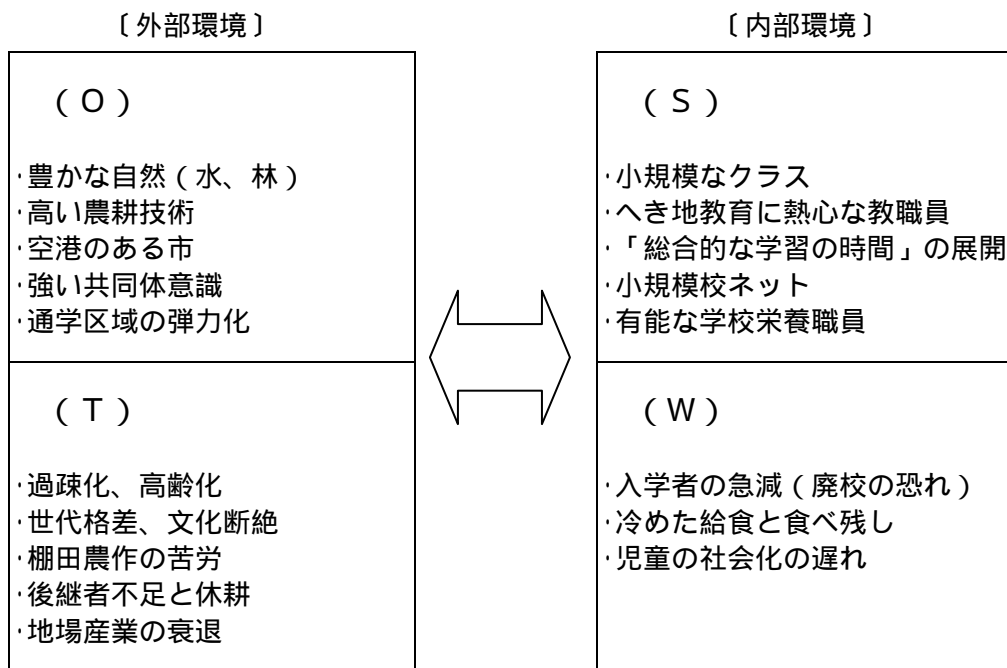 〔外部環境〕
(O)
・豊かな自然(水、林)
・高い農耕技術
・空港のある市
・強い共同体意識
・通学区域の弾力化
(T)
・過疎化、高齢化
・世代格差、文化断絶
・棚田農作の苦労
・後継者不足と休耕
・地場産業の衰退
〔内部環境〕
(S)
・小規模なクラス
・へき地教育に熱心な教職員
・「総合的な学習の時間」の展開
・小規模校ネット
・有能な学校栄養職員
(W)
・入学者の急減(廃校の恐れ)
・冷めた給食と食べ残し
・児童の社会化の遅れ